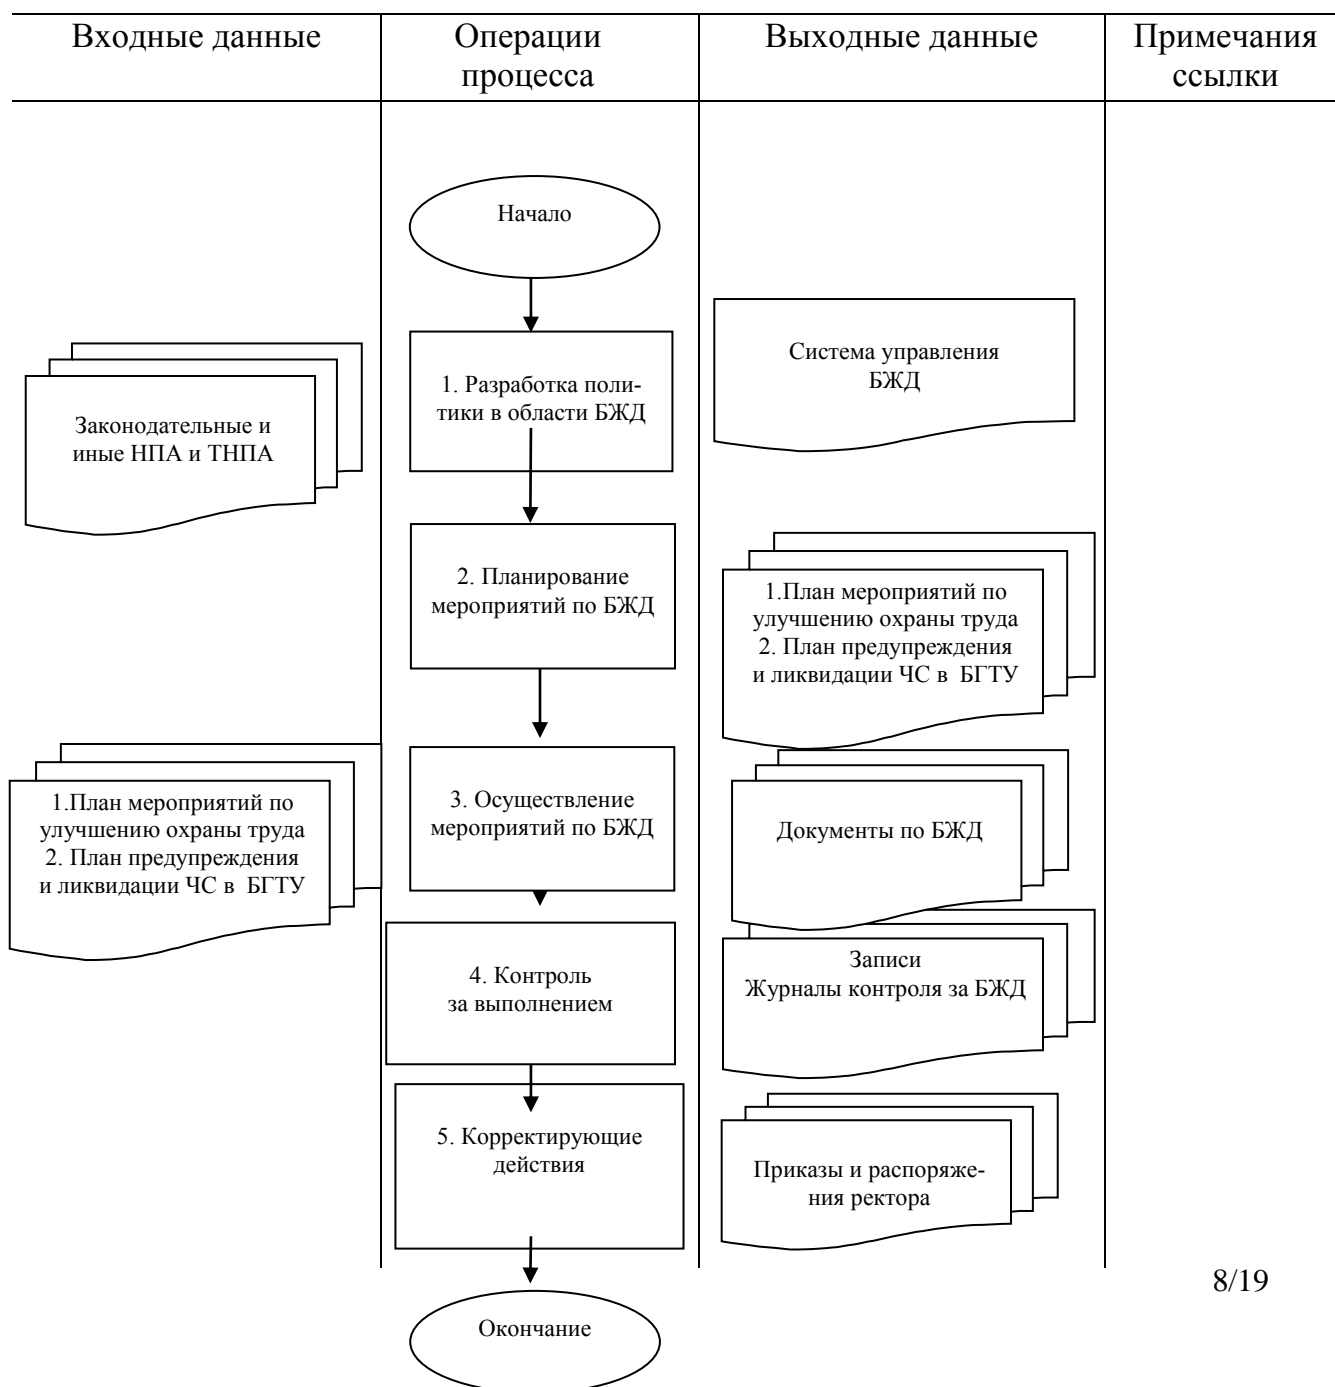 Входные данные
Операции
процесса
Выходные данные
Примечания
ссылки
Начало
1. Разработка поли-
тики в области БЖД
Система управления
БЖД
Законодательные и
иные НПА и ТНПА
2. Планирование
мероприятий по БЖД
1.План мероприятий по
улучшению охраны труда
2. План предупреждения
и ликвидации ЧС в  БГТУ
1.План мероприятий по
улучшению охраны труда
2. План предупреждения
и ликвидации ЧС в  БГТУ
3. Осуществление
мероприятий по БЖД
Документы по БЖД
4. Контроль
за выполнением
Записи
Журналы контроля за БЖД
5. Корректирующие
действия
Приказы и распоряже-
ния ректора
8/19
Окончание